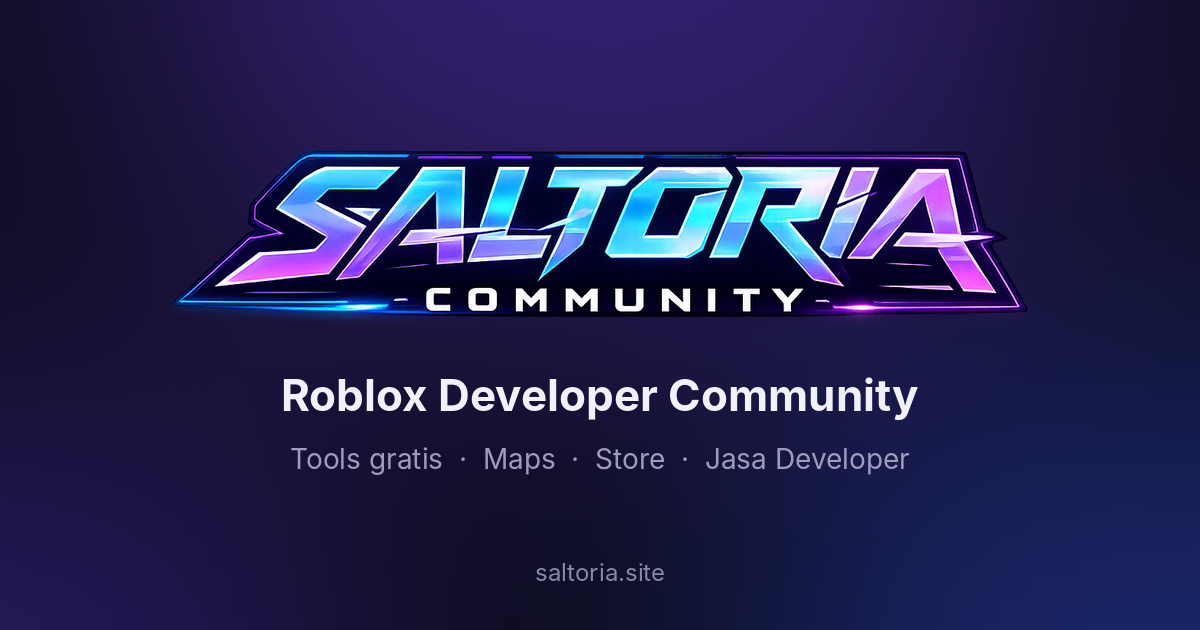 SALTORIA
COMMUNITY
Roblox Developer Community
Tools gratis · Maps · Store · Jasa Developer
saltoria.site